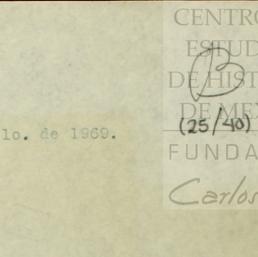 CENTRO
ESTUD
DE HIST
DE MEX
B
(25/40)
lo. de 1969.
FUNDA
Carlos